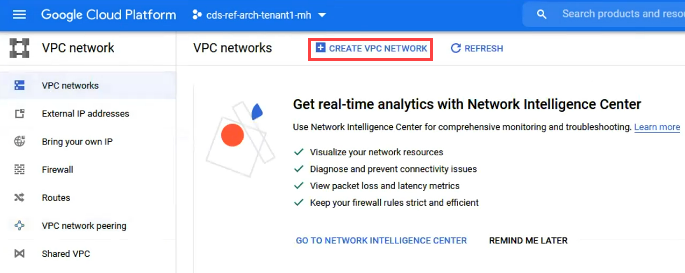 Google Cloud Platform
cds-ref-arch-tenant1-mh
Search products and resou
VPC network
VPC networks
CREATE VPC NETWORK
REFRESH
VPC networks
External IP addresses
Bring your own IP
Firewall
Routes
VPC network peering
Shared VPC
Get real-time analytics with Network Intelligence Center
Use Network Intelligence Center for comprehensive monitoring and troubleshooting. Learn more
Visualize your network resources
Diagnose and prevent connectivity issues
View packet loss and latency metrics
Keep your firewall rules strict and efficient
GO TO NETWORK INTELLIGENCE CENTER
REMIND ME LATER